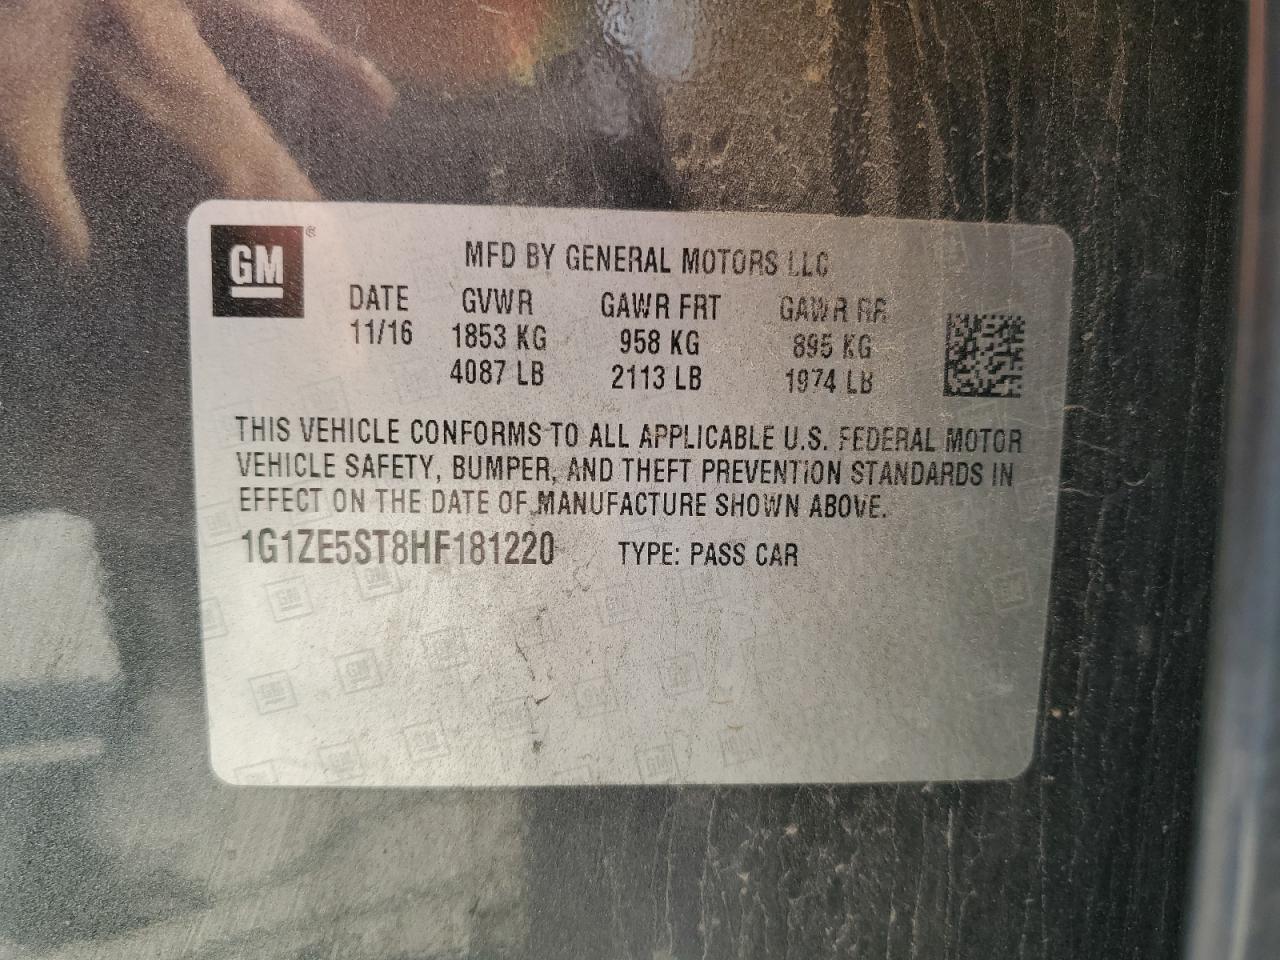 GM ®
MFD BY GENERAL MOTORS LLC
DATE GVWR GAWR FRT GAWR RR
11/16 1853 KG 958 KG 895 KG
4087 LB 2113 LB 1974 LB
THIS VEHICLE CONFORMS TO ALL APPLICABLE U.S. FEDERAL MOTOR
VEHICLE SAFETY, BUMPER, AND THEFT PREVENTION STANDARDS IN
EFFECT ON THE DATE OF MANUFACTURE SHOWN ABOVE.
1G1ZE5ST8HF181220 TYPE: PASS CAR